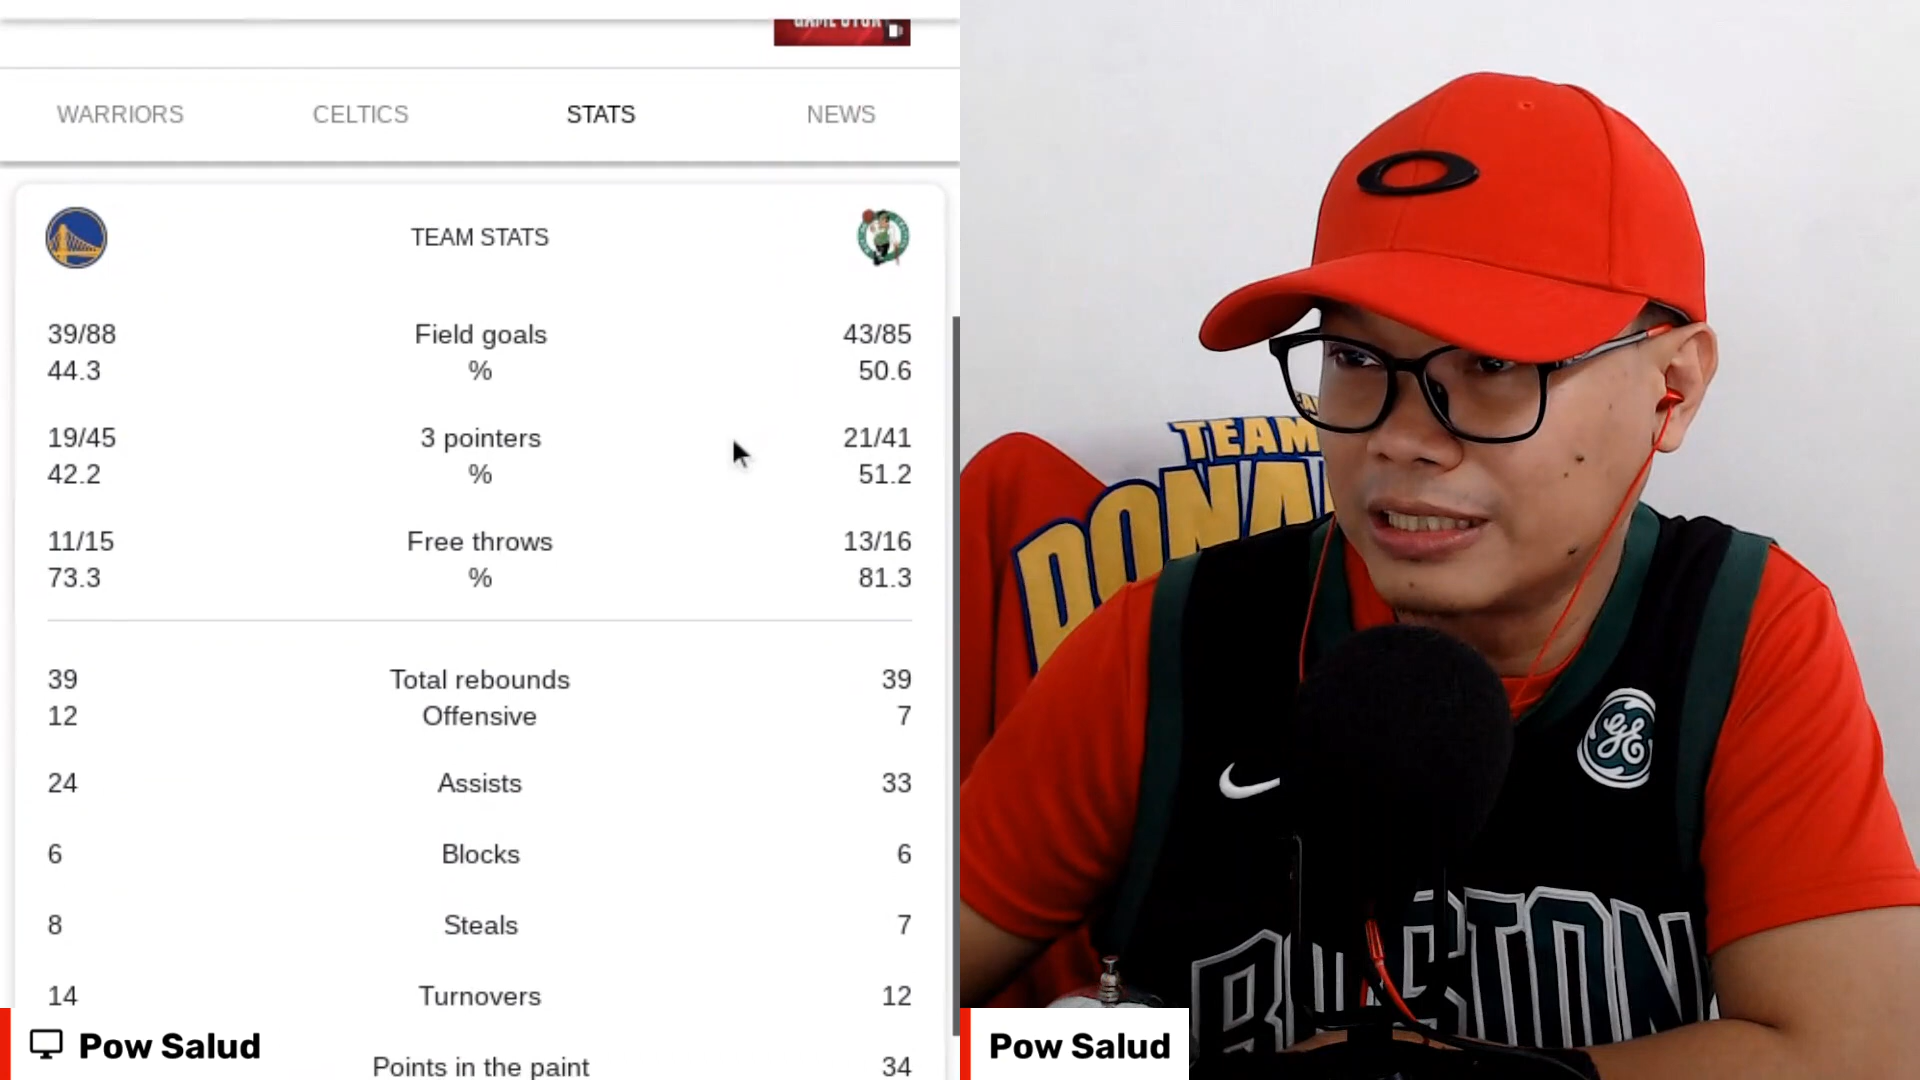 GAME STORY
WARRIORS CELTICS STATS NEWS
TEAM STATS
39/88 Field goals 43/85
44.3 % 50.6
19/45 3 pointers 21/41
42.2 % 51.2
11/15 Free throws 13/16
73.3 % 81.3
39 Total rebounds 39
12 Offensive 7
24 Assists 33
6 Blocks 6
8 Steals 7
14 Turnovers 12
Points in the paint 34
Pow Salud
TEAM
GE
BOSTON
Pow Salud